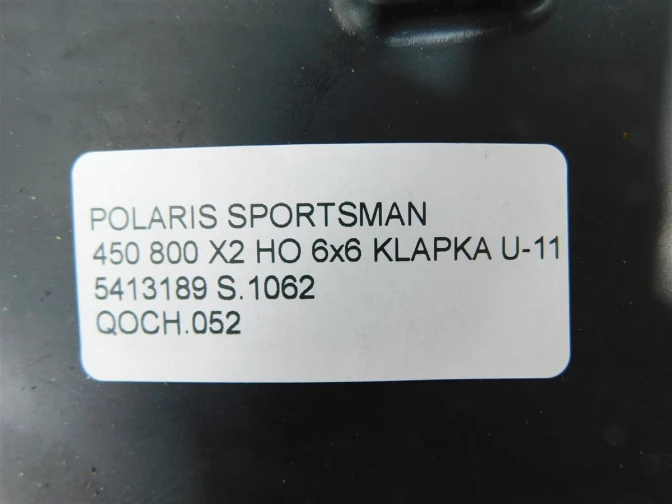 POLARIS SPORTSMAN
450 800 X2 HO 6x6 KLAPKA U-11
5413189 S.1062
QOCH.052